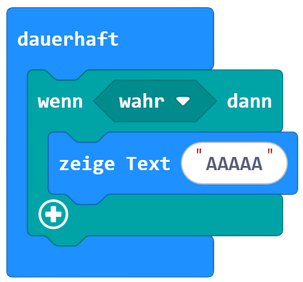 dauerhaft
wenn wahr dann
zeige Text "AAAAA"